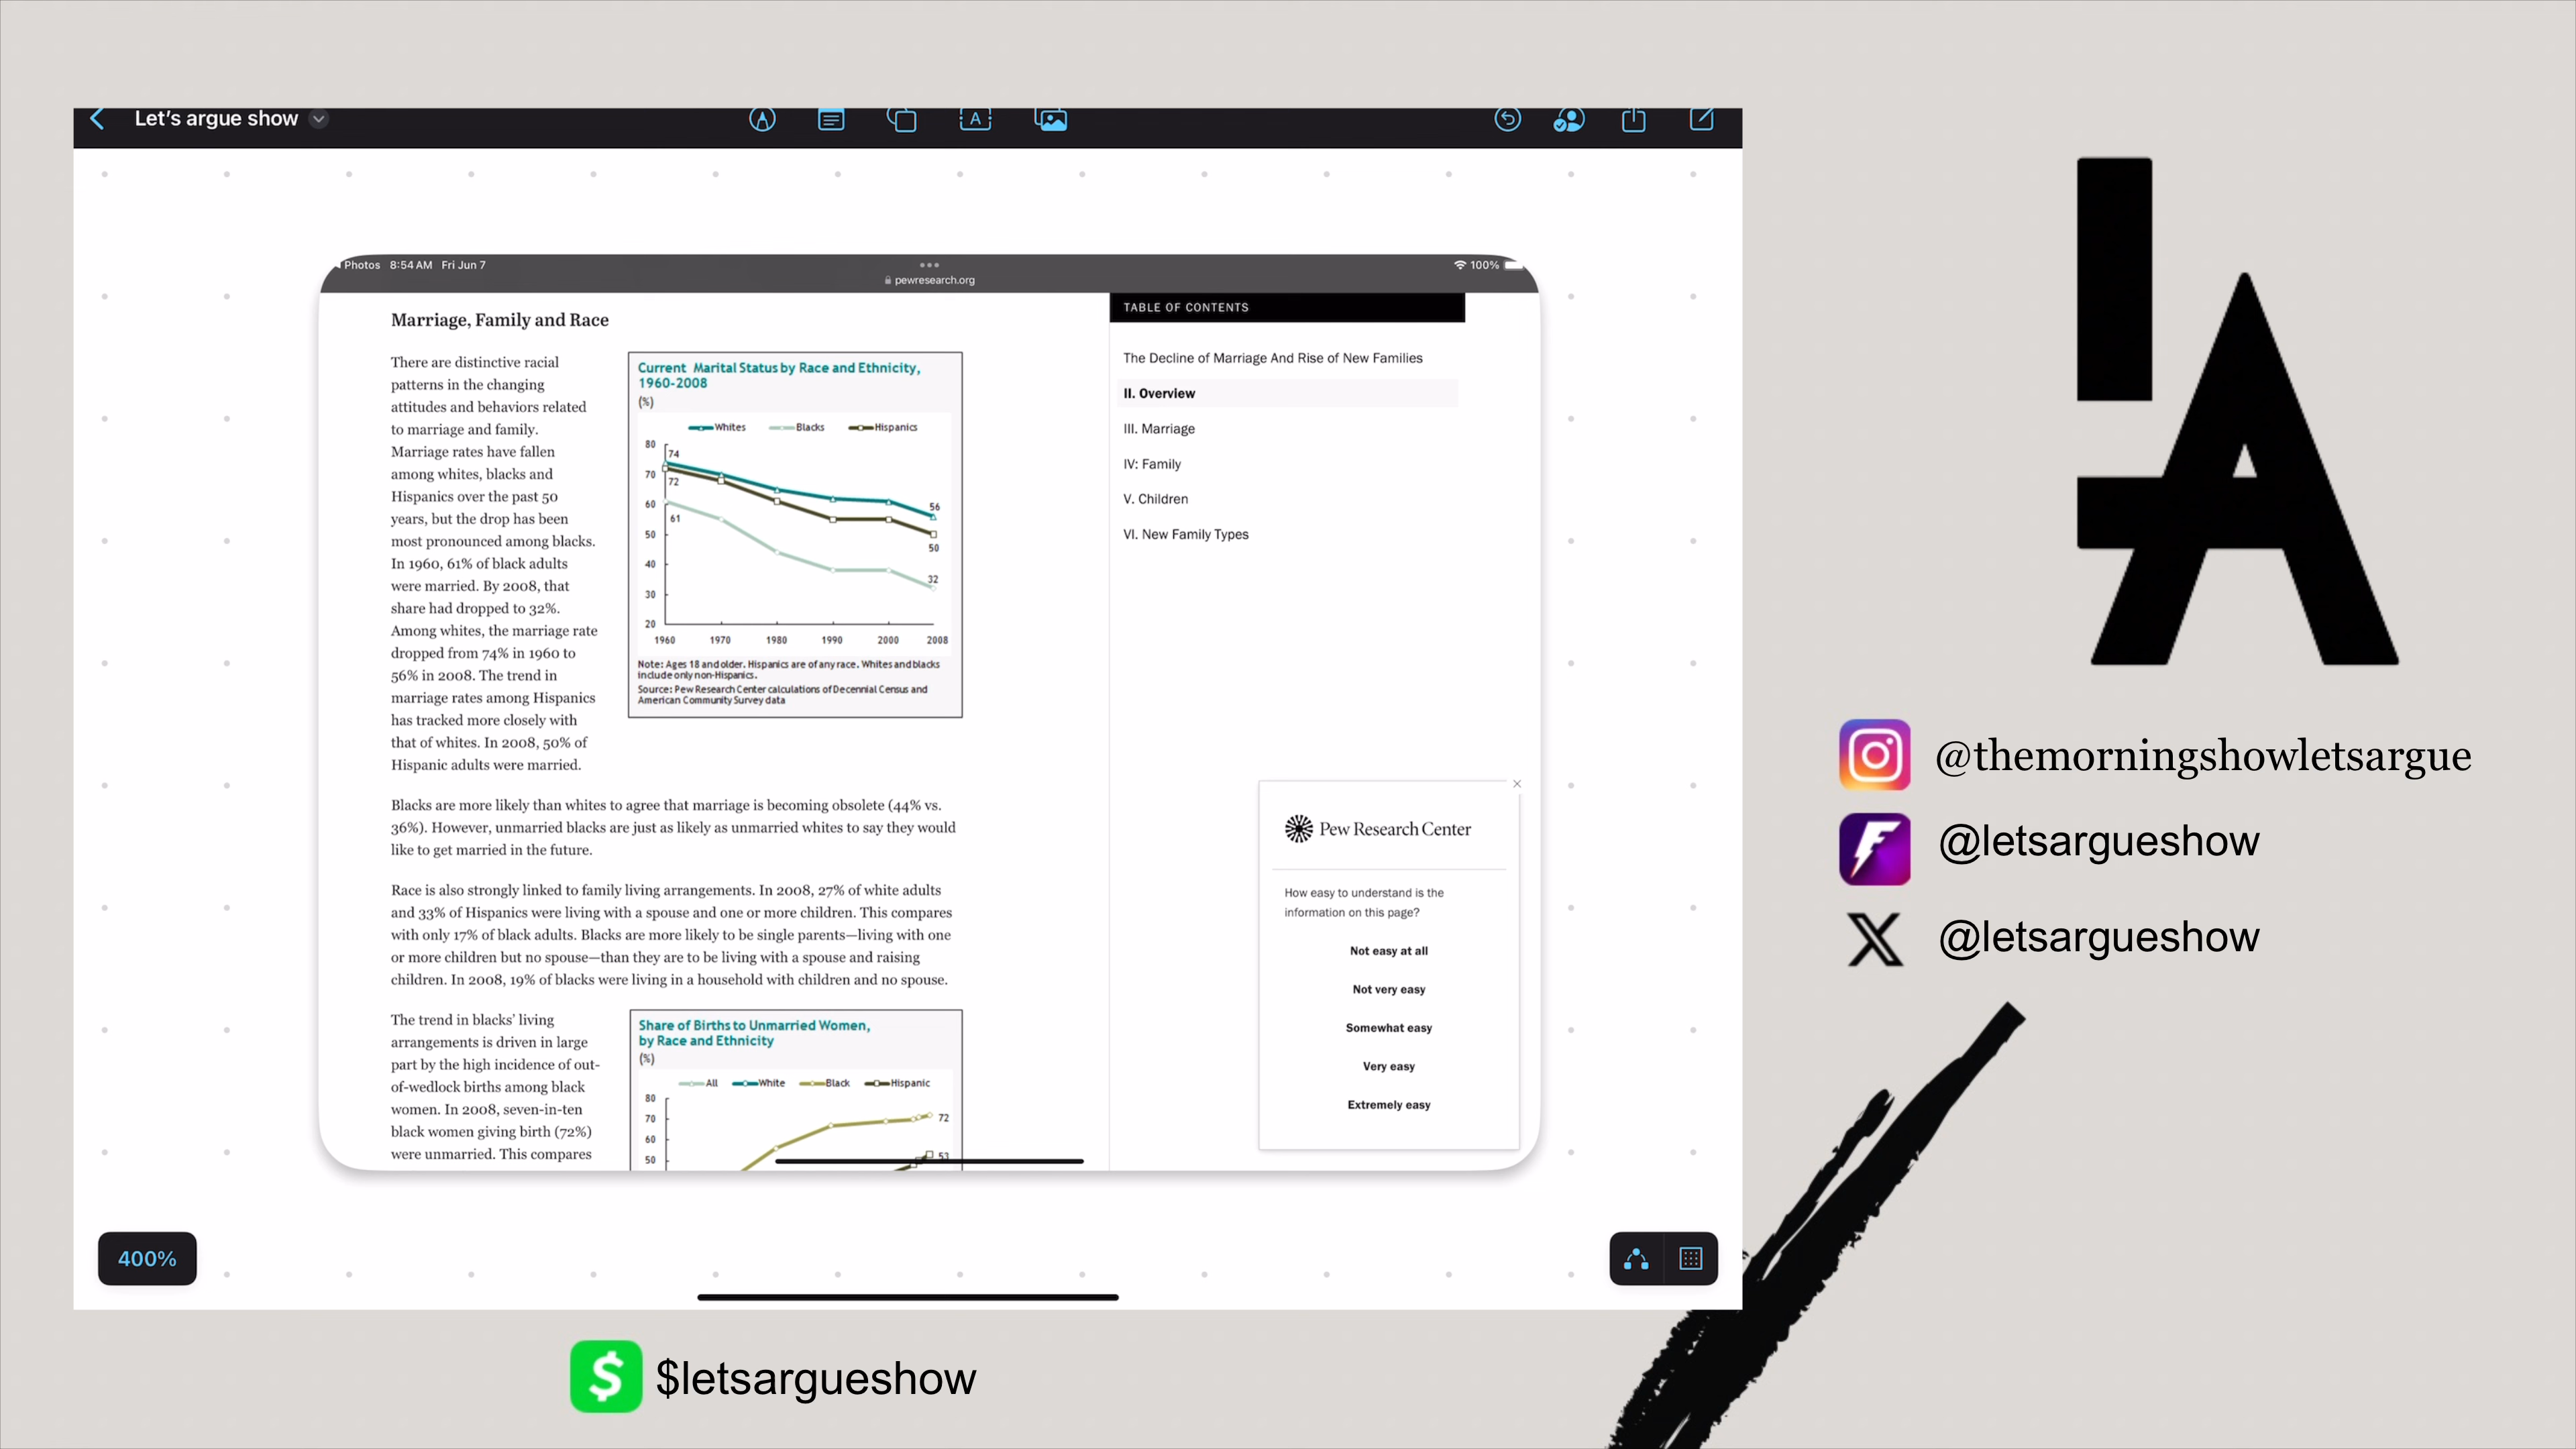 Let's argue show
Photos 8:54 AM Fri Jun 7
100%
pewresearch.org
Marriage, Family and Race
There are distinctive racial
patterns in the changing
attitudes and behaviors related
to marriage and family.
Marriage rates have fallen
among whites, blacks and
Hispanics over the past 50
years, but the drop has been
most pronounced among blacks.
In 1960, 61% of black adults
were married. By 2008, that
share had dropped to 32%.
Among whites, the marriage rate
dropped from 74% in 1960 to
56% in 2008. The trend in
marriage rates among Hispanics
has tracked more closely with
that of whites. In 2008, 50% of
Hispanic adults were married.
Current Marital Status by Race and Ethnicity,
1960-2008
(%)
Whites Blacks Hispanics
80
70
60
50
40
30
20
74
72
61
56
50
32
1960 1970 1980 1990 2000 2008
Note: Ages 18 and older. Hispanics are of any race. Whites and blacks
include only non-Hispanics.
Source: Pew Research Center calculations of Decennial Census and
American Community Survey data
Blacks are more likely than whites to agree that marriage is becoming obsolete (44% vs.
36%). However, unmarried blacks are just as likely as unmarried whites to say they would
like to get married in the future.
Race is also strongly linked to family living arrangements. In 2008, 27% of white adults
and 33% of Hispanics were living with a spouse and one or more children. This compares
with only 17% of black adults. Blacks are more likely to be single parents—living with one
or more children but no spouse—than they are to be living with a spouse and raising
children. In 2008, 19% of blacks were living in a household with children and no spouse.
The trend in blacks' living
arrangements is driven in large
part by the high incidence of out-
of-wedlock births among black
women. In 2008, seven-in-ten
black women giving birth (72%)
were unmarried. This compares
Share of Births to Unmarried Women,
by Race and Ethnicity
(%)
All White Black Hispanic
80
70
60
50
72
53
TABLE OF CONTENTS
The Decline of Marriage And Rise of New Families
II. Overview
III. Marriage
IV: Family
V. Children
VI. New Family Types
Pew Research Center
How easy to understand is the
information on this page?
Not easy at all
Not very easy
Somewhat easy
Very easy
Extremely easy
400%
LA
@themorningshowletsargue
@letsargueshow
@letsargueshow
$letsargueshow